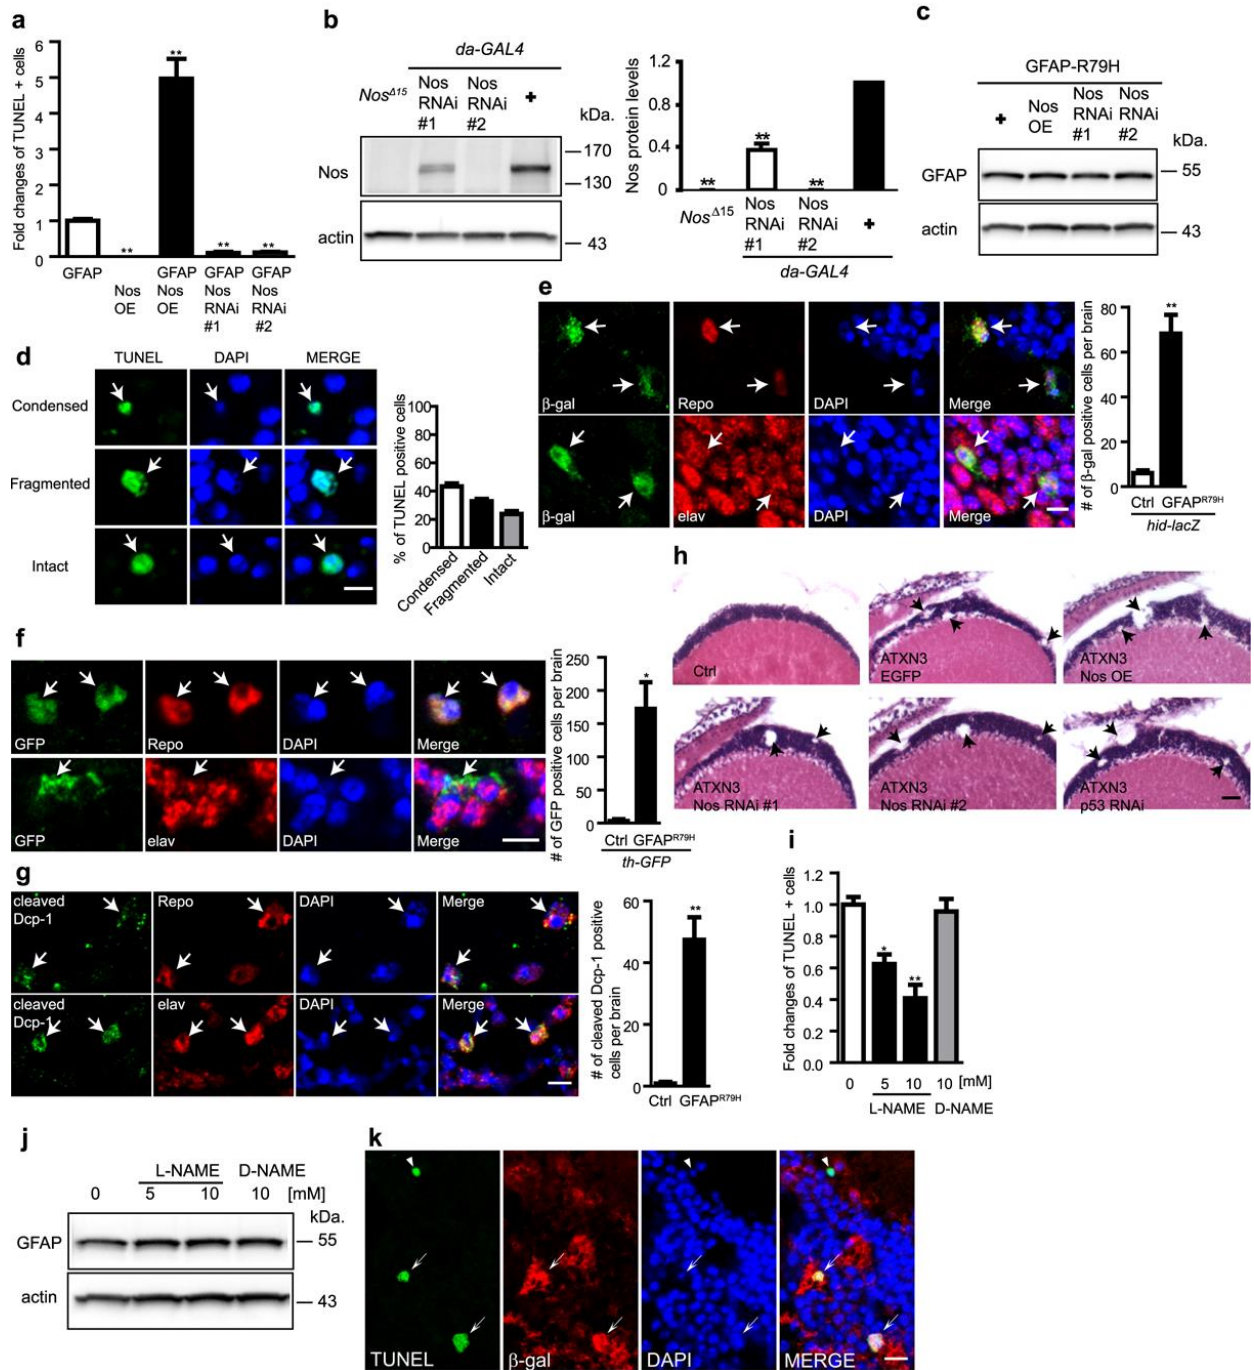 a
Fold changes of TUNEL + cells
6
5
4
3
2
1
0
**
**
**
**
GFAP
Nos
OE
GFAP
Nos
OE
GFAP
Nos
RNAi
#1
GFAP
Nos
RNAi
#2
b
da-GAL4
NosΔ15
Nos
RNAi
#1
Nos
RNAi
#2
+
kDa.
Nos
170
130
actin
43
Nos protein levels
1.2
0.8
0.4
0
**
**
**
NosΔ15
Nos
RNAi
#1
Nos
RNAi
#2
+
da-GAL4
c
GFAP-R79H
+
Nos
OE
Nos
RNAi
#1
Nos
RNAi
#2
kDa.
GFAP
55
actin
43
d
TUNEL DAPI MERGE
Condensed
Fragmented
Intact
% of TUNEL positive cells
100
80
60
40
20
0
Condensed
Fragmented
Intact
e
β-gal Repo DAPI Merge
β-gal elav DAPI Merge
# of β-gal positive cells per brain
80
60
40
20
0
**
Ctrl GFAPR79H
hid-lacZ
f
GFP Repo DAPI Merge
GFP elav DAPI Merge
# of GFP positive cells per brain
250
200
150
100
50
0
*
Ctrl GFAPR79H
th-GFP
g
cleaved
Dcp-1
Repo DAPI Merge
cleaved
Dcp-1
elav DAPI Merge
# of cleaved Dcp-1 positive
cells per brain
60
40
20
0
**
Ctrl GFAPR79H
h
Ctrl
ATXN3
EGFP
ATXN3
Nos OE
ATXN3
Nos RNAi #1
ATXN3
Nos RNAi #2
ATXN3
p53 RNAi
i
Fold changes of TUNEL + cells
1.2
1.0
0.8
0.6
0.4
0.2
0.0
*
**
0 5 10 10 [mM]
L-NAME D-NAME
j
L-NAME D-NAME
0 5 10 10 [mM]
kDa.
GFAP
55
actin
43
k
TUNEL β-gal DAPI MERGE